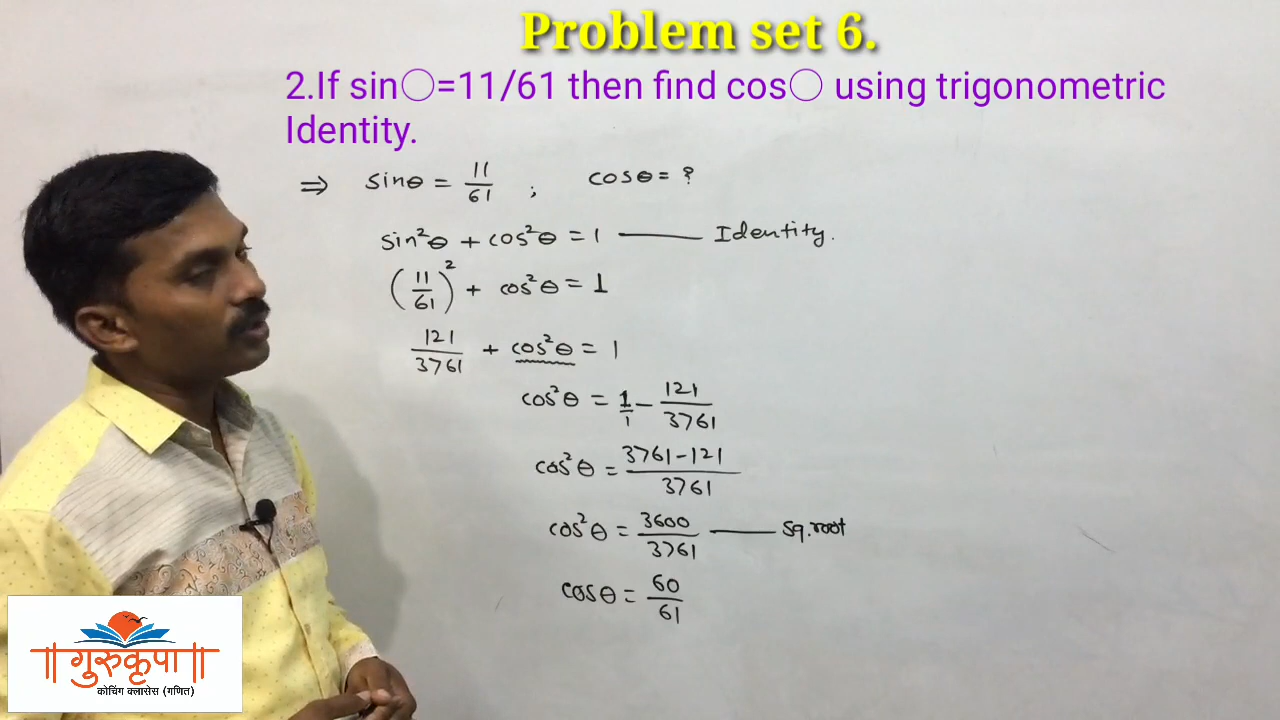 Problem set 6.
2.If sin◯=11/61 then find cos◯ using trigonometric
Identity.
⇒ sinθ = 11/61 ; cosθ = ?
sin²θ + cos²θ = 1 —— Identity.
(11/61)² + cos²θ = 1
121/3761 + cos²θ = 1
cos²θ = 1/1 - 121/3761
cos²θ = 3761-121/3761
cos²θ = 3600/3761 —— Sq.root
cosθ = 60/61
॥गुरुकृपा॥
कोचिंग क्लासेस (गणित)